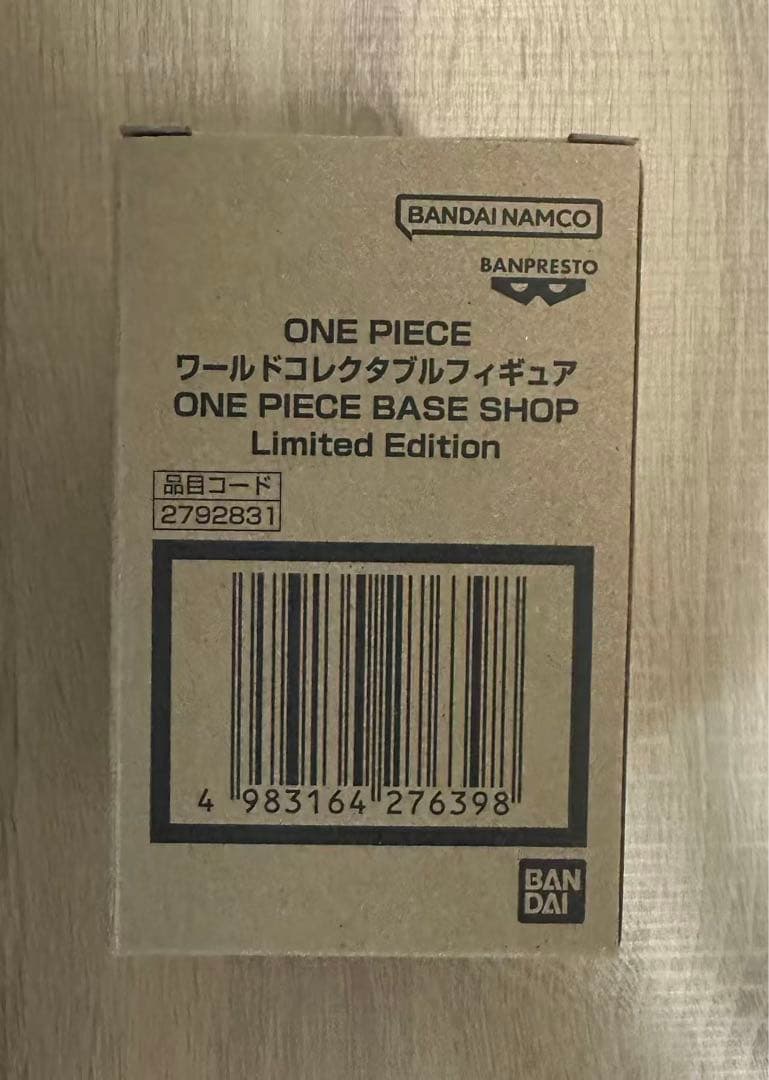 BANDAI NAMCO
BANPRESTO
ONE PIECE
ワールドコレクタブルフィギュア
ONE PIECE BASE SHOP
Limited Edition
品目コード
2792831
4 983164 276398
BAN
DAI